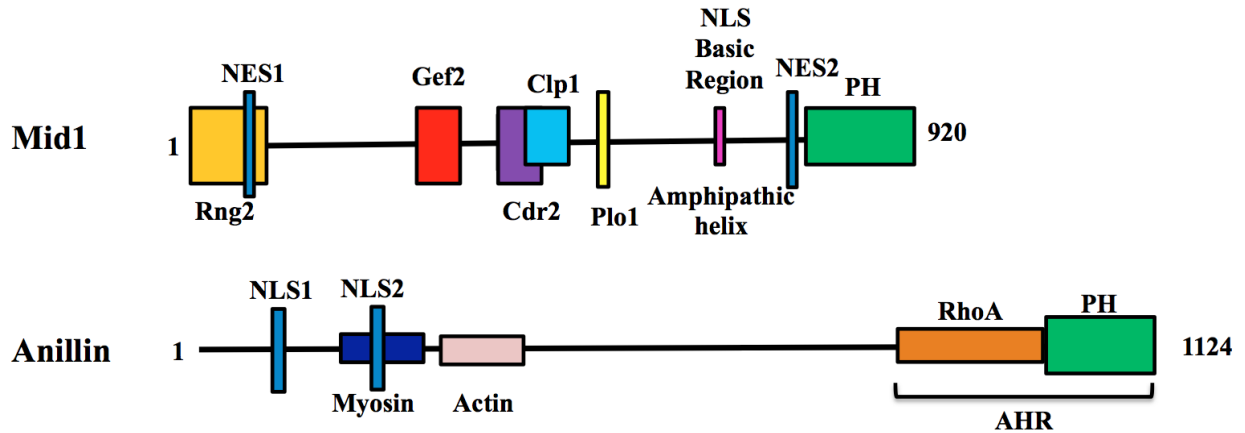 NLS
Basic
Region
NES1
Gef2
Clp1
NES2
PH
Mid1
1
920
Rng2
Cdr2
Plo1
Amphipathic
helix
NLS1
NLS2
RhoA
PH
Anillin
1
1124
Myosin
Actin
AHR